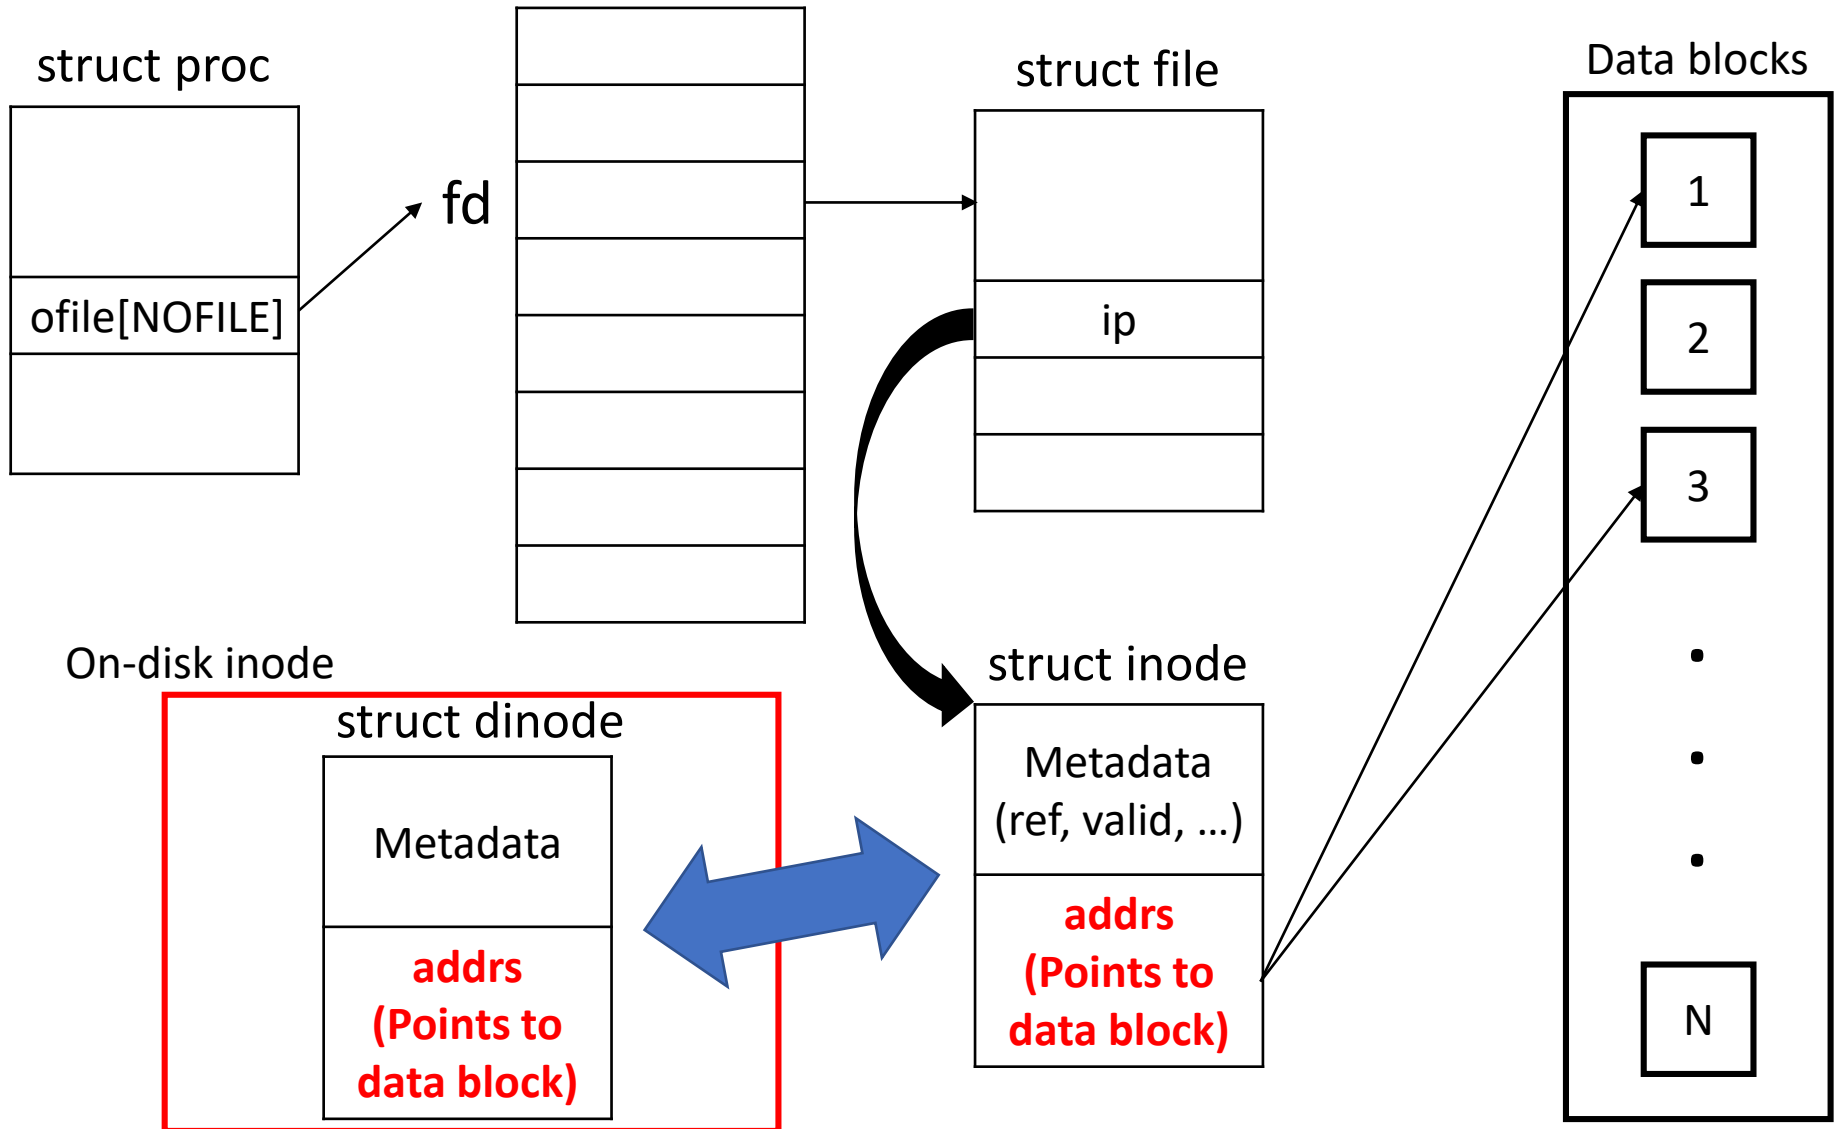 struct proc
ofile[NOFILE]
fd
struct file
ip
Data blocks
1
2
3
.
.
.
N
On-disk inode
struct dinode
Metadata
addrs
(Points to
data block)
struct inode
Metadata
(ref, valid, ...)
addrs
(Points to
data block)